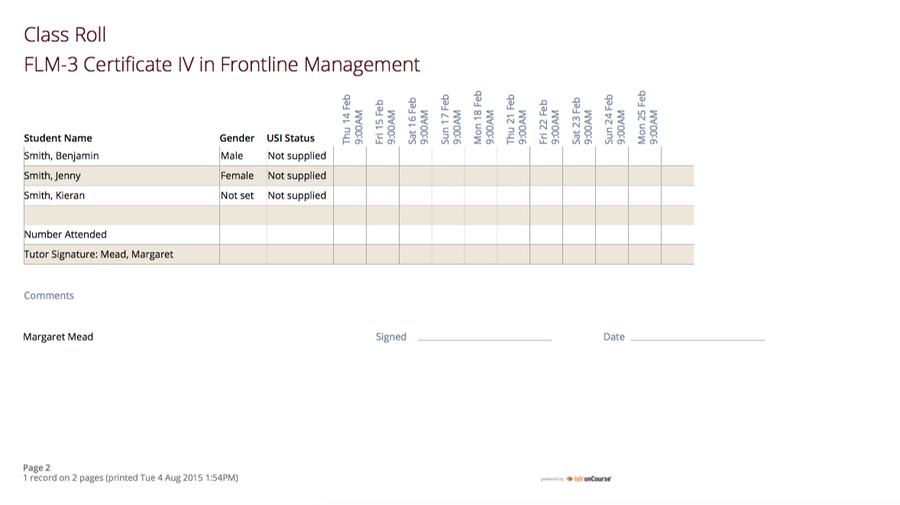 Class Roll
FLM-3 Certificate IV in Frontline Management
Student Name Gender USI Status Thu 14 Feb 9:00AM Fri 15 Feb 9:00AM Sat 16 Feb 9:00AM Sun 17 Feb 9:00AM Mon 18 Feb 9:00AM Thu 21 Feb 9:00AM Fri 22 Feb 9:00AM Sat 23 Feb 9:00AM Sun 24 Feb 9:00AM Mon 25 Feb 9:00AM
Smith, Benjamin Male Not supplied
Smith, Jenny Female Not supplied
Smith, Kieran Not set Not supplied
Number Attended
Tutor Signature: Mead, Margaret
Comments
Margaret Mead Signed Date
Page 2
1 record on 2 pages (printed Tue 4 Aug 2015 1:54PM)
powered by ish onCourse